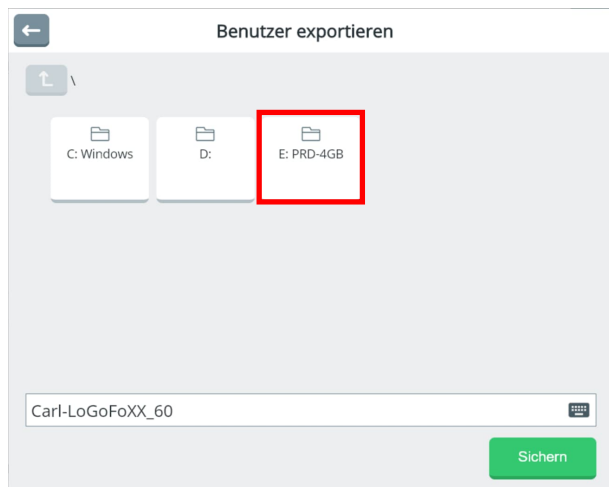 Benutzer exportieren
\
C: Windows
D:
E: PRD-4GB
Carl-LoGoFoXX_60
Sichern